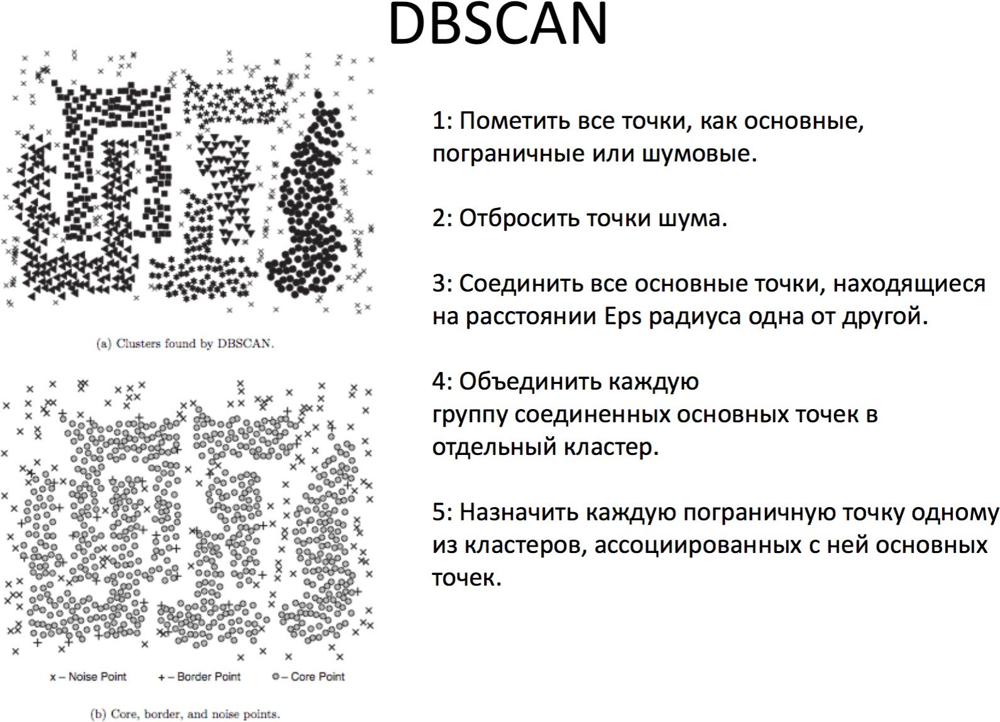 DBSCAN
1: Пометить все точки, как основные,
пограничные или шумовые.
2: Отбросить точки шума.
3: Соединить все основные точки, находящиеся
на расстоянии Eps радиуса одна от другой.
4: Объединить каждую
группу соединенных основных точек в
отдельный кластер.
5: Назначить каждую пограничную точку одному
из кластеров, ассоциированных с ней основных
точек.
(a) Clusters found by DBSCAN.
x – Noise Point + – Border Point – Core Point
(b) Core, border, and noise points.